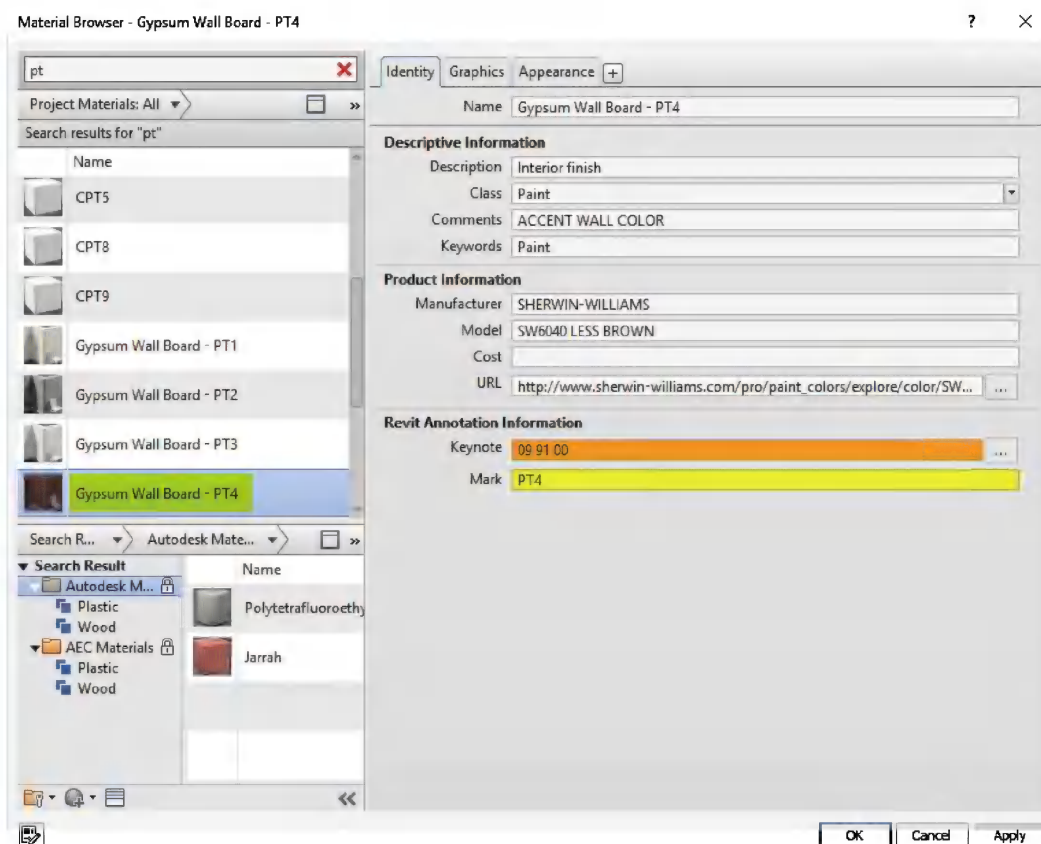 Material Browser - Gypsum Wall Board - PT4
?
pt
Project Materials: All
»
Search results for "pt"
Name
CPT5
CPT8
CPT9
Gypsum Wall Board - PT1
Gypsum Wall Board - PT2
Gypsum Wall Board - PT3
Gypsum Wall Board - PT4
Search R...
Autodesk Mate...
»
Search Result
Autodesk M...
Plastic
Wood
AEC Materials
Plastic
Wood
Name
Polytetrafluoroethy
Jarrah
Identity Graphics Appearance +
Name Gypsum Wall Board - PT4
Descriptive Information
Description Interior finish
Class Paint
Comments ACCENT WALL COLOR
Keywords Paint
Product Information
Manufacturer SHERWIN-WILLIAMS
Model SW6040 LESS BROWN
Cost
URL http://www.sherwin-williams.com/pro/paint_colors/explore/color/SW... ...
Revit Annotation Information
Keynote 09 91 00 ...
Mark PT4
OK Cancel Apply